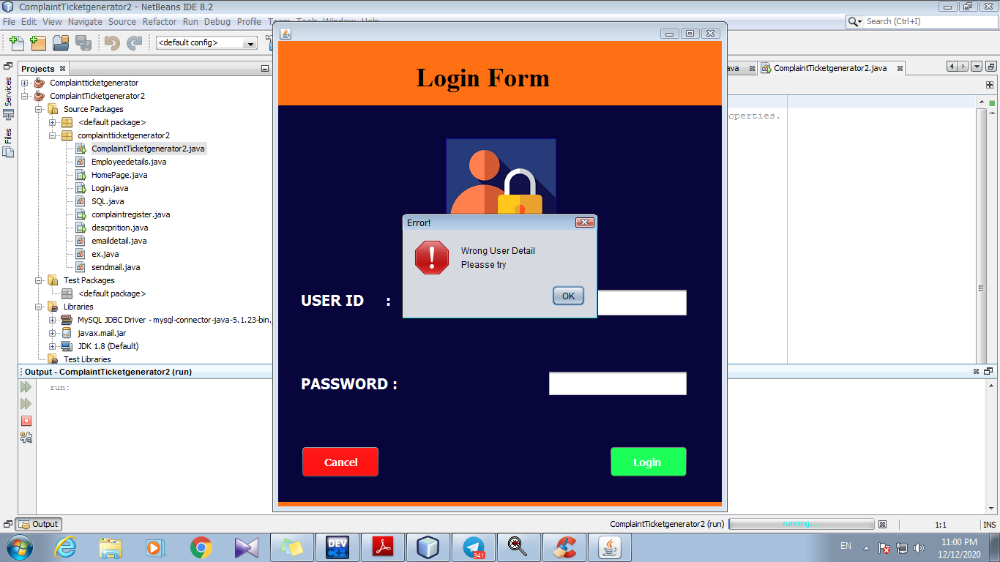 ComplaintTicketgenerator2 - NetBeans IDE 8.2
File Edit View Navigate Source Refactor Run Debug Profile Team Tools Window Help
Search (Ctrl+I)
<default config>
Projects
Services
Files
Complaintticketgenerator
ComplaintTicketgenerator2
Source Packages
<default package>
complaintticketgenerator2
ComplaintTicketgenerator2.java
Employeedetails.java
HomePage.java
Login.java
SQL.java
complaintregister.java
descprition.java
emaildetail.java
ex.java
sendmail.java
Test Packages
<default package>
Libraries
MySQL JDBC Driver - mysql-connector-java-5.1.23-bin.
javax.mail.jar
JDK 1.8 (Default)
Test Libraries
ava
ComplaintTicketgenerator2.java
operties.
Login Form
Error!
Wrong User Detail
Pleasse try
OK
USER ID :
PASSWORD :
Cancel
Login
Output - ComplaintTicketgenerator2 (run)
run:
Output
ComplaintTicketgenerator2 (run)
running...
1:1
INS
DEV
C++
341
EN
11:00 PM
12/12/2020